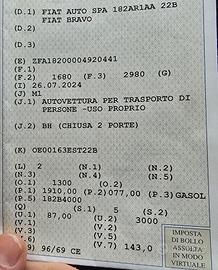 (D.1) FIAT AUTO SPA 182AR1AA 22B
FIAT BRAVO
(D.2)
(D.3)
(E) ZFA18200004920441
(F.1)
(F.2) 1680 (F.3) 2980 (G)
(I) 26.07.2024
(J) M1
(J.1) AUTOVETTURA PER TRASPORTO DI
PERSONE -USO PROPRIO
(J.2) BH (CHIUSA 2 PORTE)
(K) OE00163EST22B
(L) 2 (N.1) (N.2)
(N.3) (N.4) (N.5)
(O.1) 1300 (O.2)
(P.1) 1910,00 (P.2) 077,00 (P.3) GASOL
(P.5) 182B4000
(Q) (S.1) 5 (S.2)
(U.1) 87,00 (U.2) 3000
(V.3)
(V.5)
(V.7) 143,0
96/69 CE
IMPOSTA
DI BOLLO
ASSOLTA
IN MODO
VIRTUALE